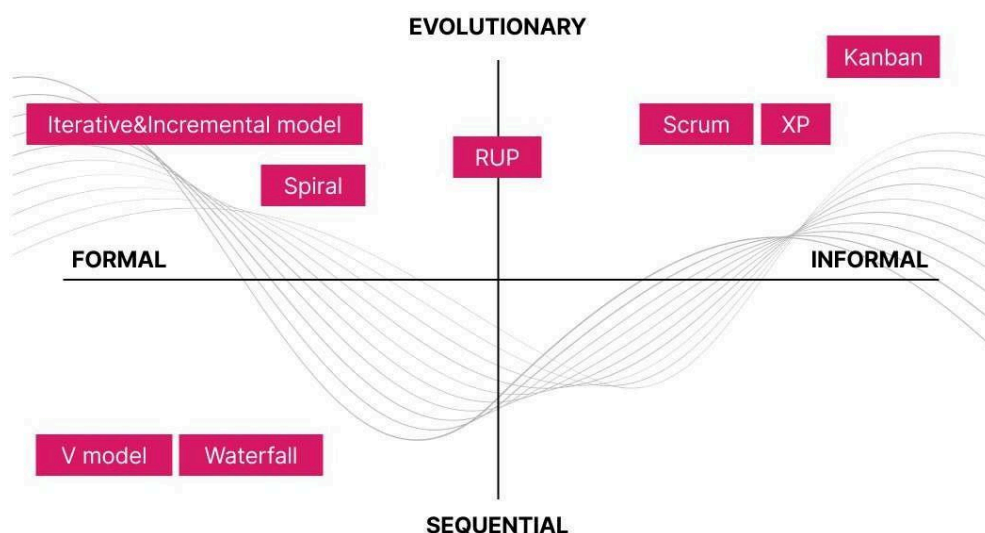 EVOLUTIONARY
Kanban
Iterative&Incremental model
Scrum
XP
RUP
Spiral
FORMAL
INFORMAL
V model
Waterfall
SEQUENTIAL